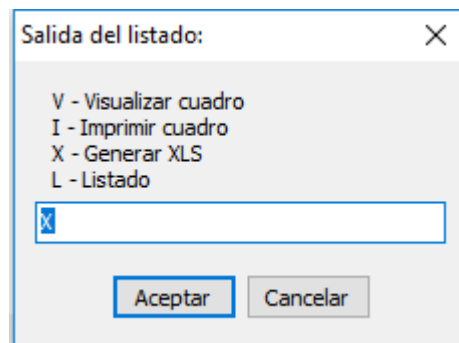 Salida del listado:
V - Visualizar cuadro
I - Imprimir cuadro
X - Generar XLS
L - Listado
X
Aceptar Cancelar